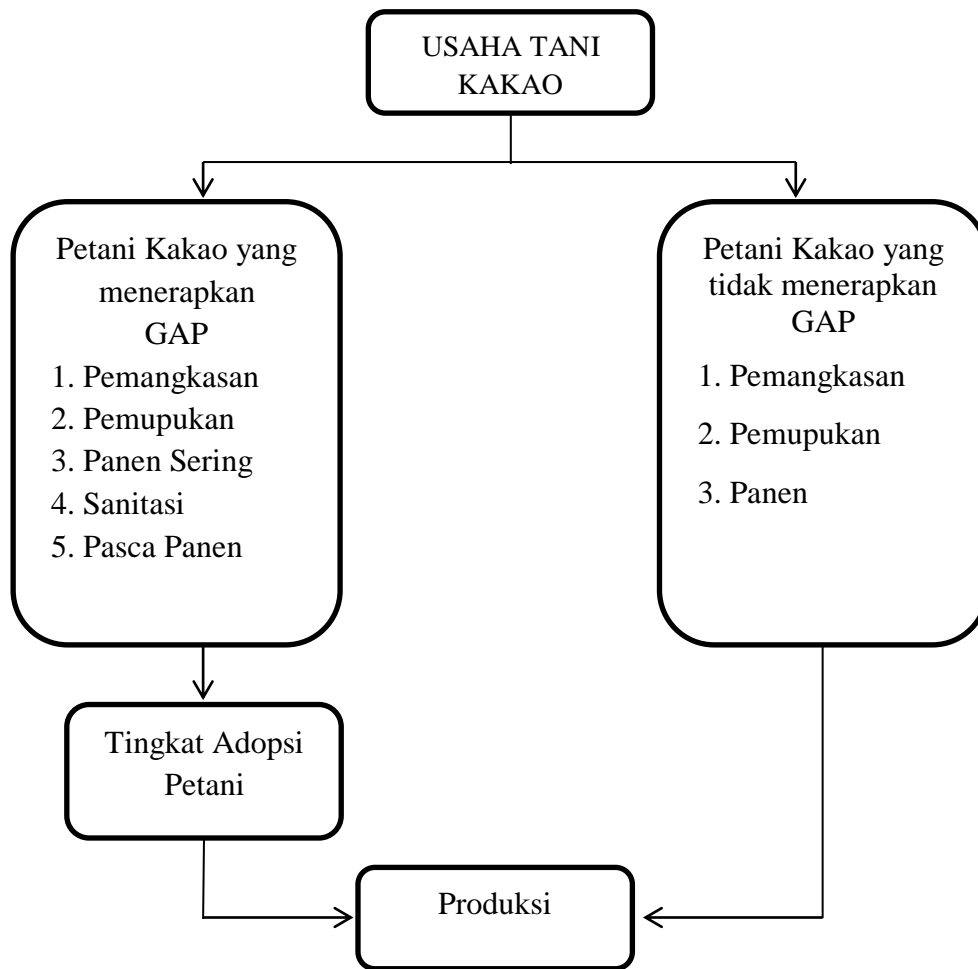 USAHA TANI
KAKAO
Petani Kakao yang
menerapkan
GAP
1. Pemangkasan
2. Pemupukan
3. Panen Sering
4. Sanitasi
5. Pasca Panen
Petani Kakao yang
tidak menerapkan
GAP
1. Pemangkasan
2. Pemupukan
3. Panen
Tingkat Adopsi
Petani
Produksi